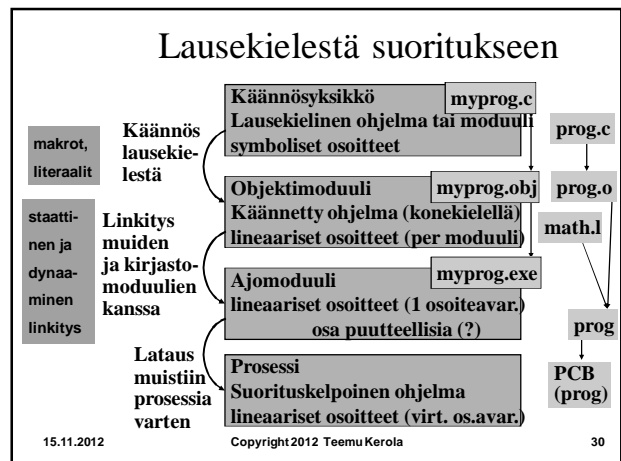 Lausekielestä suoritukseen
makrot,
literaalit
Käännös
lausekie-
lestä
Käännösyksikkö
myprog.c
Lausekielinen ohjelma tai moduuli
symboliset osoitteet
prog.c
staatti-
nen ja
dynaa-
minen
linkitys
Linkitys
muiden
ja kirjasto-
moduulien
kanssa
Objektimoduuli
myprog.obj
Käännetty ohjelma (konekielellä)
lineaariset osoitteet (per moduuli)
prog.o
math.l
Ajomoduuli
myprog.exe
lineaariset osoitteet (1 osoiteavar.)
osa puutteellisia (?)
prog
Lataus
muistiin
prosessia
varten
Prosessi
Suorituskelpoinen ohjelma
lineaariset osoitteet (virt. os.avar.)
PCB
(prog)
15.11.2012
Copyright 2012 Teemu Kerola
30